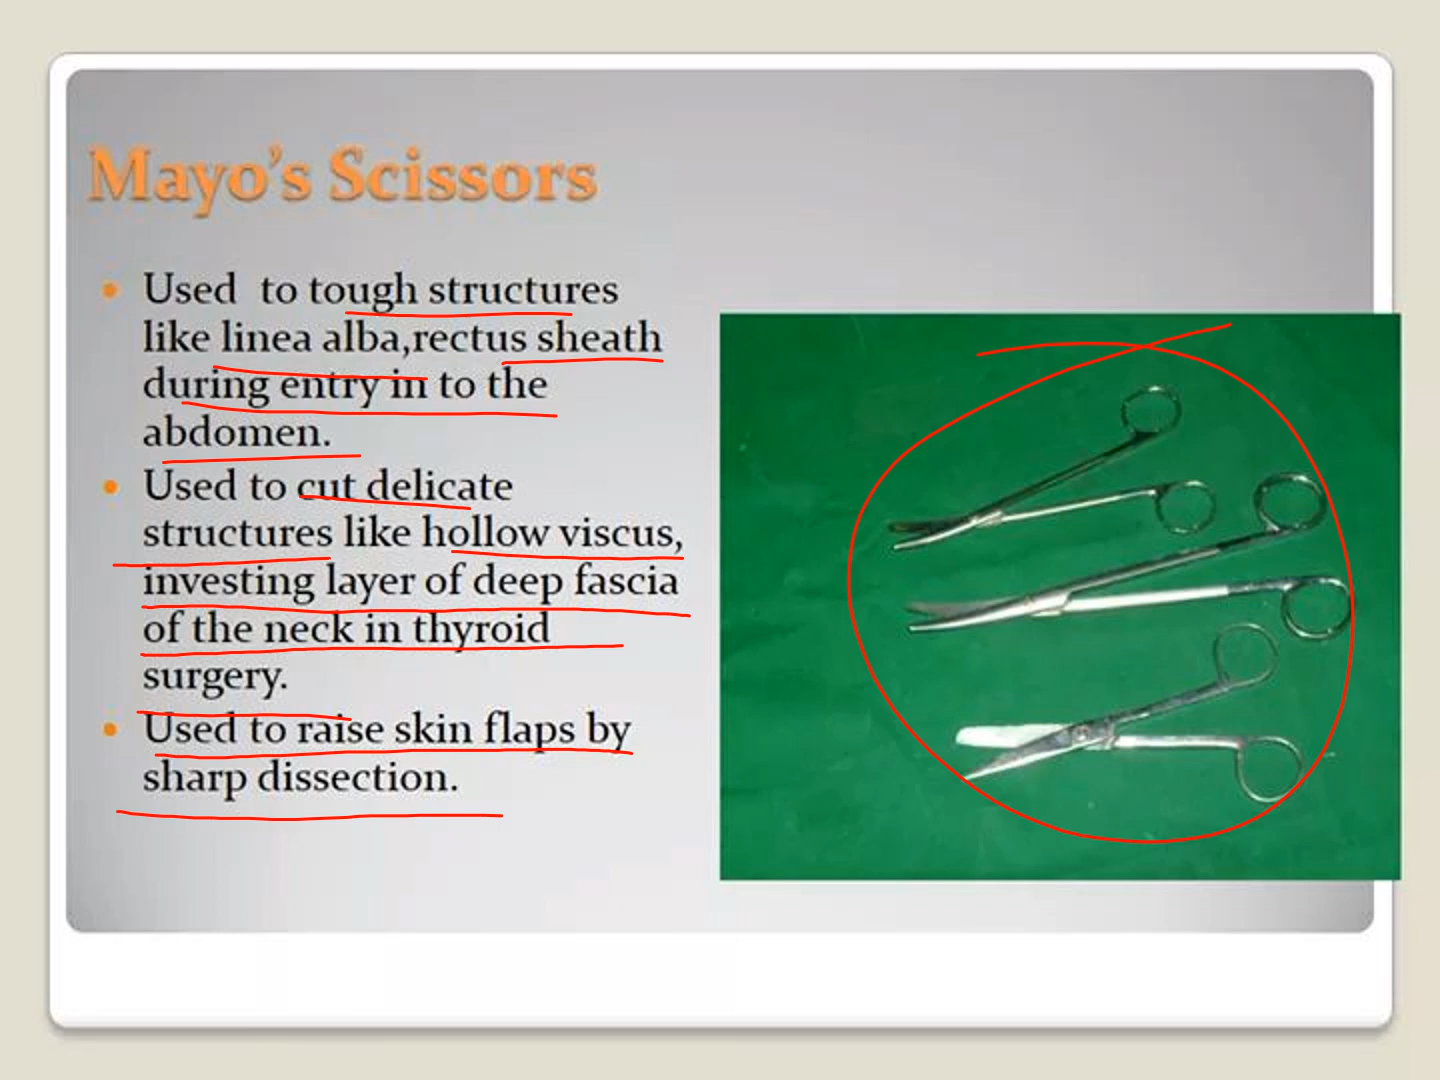 Mayo's Scissors
Used to tough structures
like linea alba,rectus sheath
during entry in to the
abdomen.
Used to cut delicate
structures like hollow viscus,
investing layer of deep fascia
of the neck in thyroid
surgery.
Used to raise skin flaps by
sharp dissection.